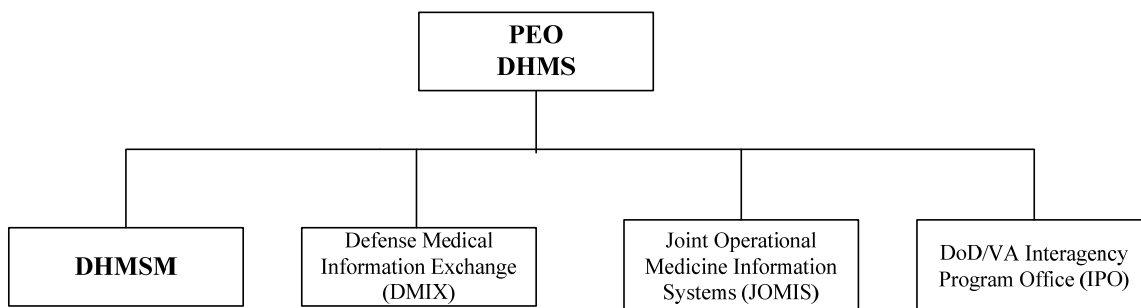 PEO
DHMS
DHMSM
Defense Medical
Information Exchange
(DMIX)
Joint Operational
Medicine Information
Systems (JOMIS)
DoD/VA Interagency
Program Office (IPO)